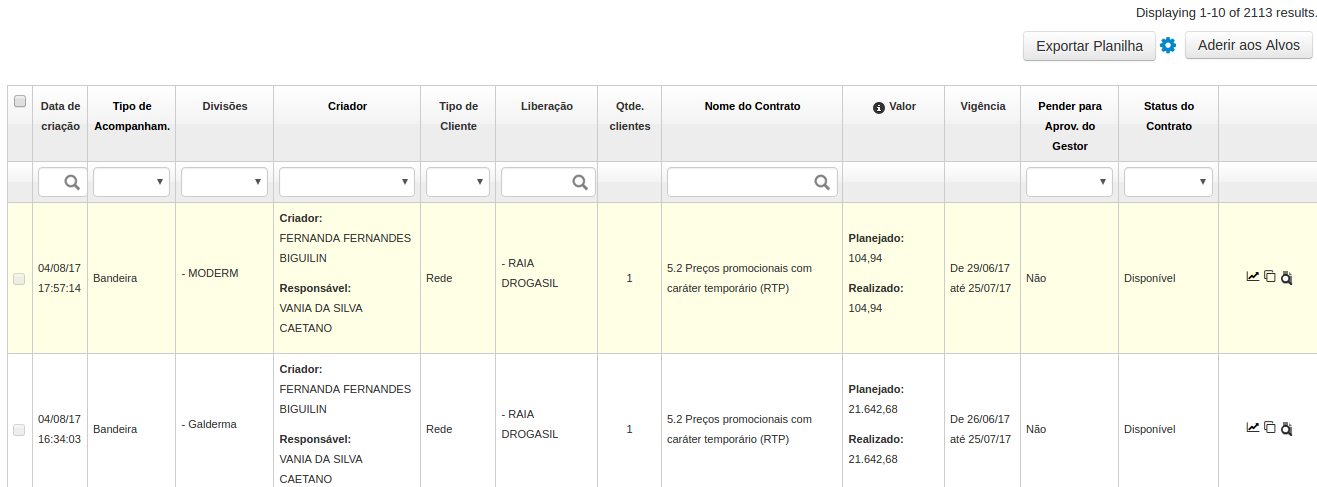 Displaying 1-10 of 2113 results.
Exportar Planilha
Aderir aos Alvos
Data de
criação
Tipo de
Acompanham.
Divisões
Criador
Tipo de
Cliente
Liberação
Qtde.
clientes
Nome do Contrato
Valor
Vigência
Pender para
Aprov. do
Gestor
Status do
Contrato
04/08/17
17:57:14
Bandeira
- MODERM
Criador:
FERNANDA FERNANDES
BIGUILIN
Responsável:
VANIA DA SILVA
CAETANO
Rede
- RAIA
DROGASIL
1
5.2 Preços promocionais com
caráter temporário (RTP)
Planejado:
104,94
Realizado:
104,94
De 29/06/17
até 25/07/17
Não
Disponível
04/08/17
16:34:03
Bandeira
- Galderma
Criador:
FERNANDA FERNANDES
BIGUILIN
Responsável:
VANIA DA SILVA
CAETANO
Rede
- RAIA
DROGASIL
1
5.2 Preços promocionais com
caráter temporário (RTP)
Planejado:
21.642,68
Realizado:
21.642,68
De 26/06/17
até 25/07/17
Não
Disponível